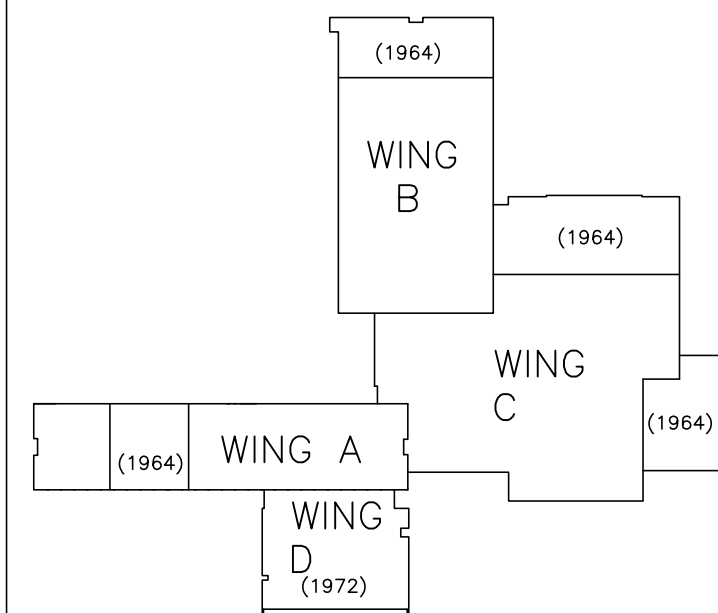 (1964)
WING
B
(1964)
WING
C
(1964)
WING A
(1964)
WING
D
(1972)